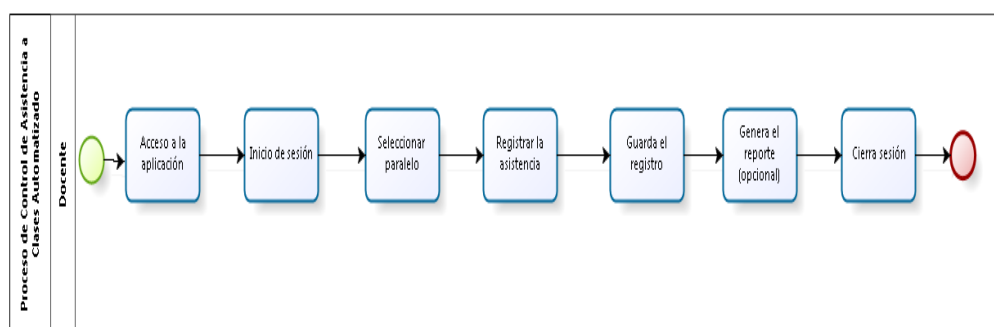 Proceso de Control de Asistencia a
Clases Automatizado
Docente
Acceso a la
aplicación
Inicio de sesión
Seleccionar
paralelo
Registrar la
asistencia
Guarda el
registro
Genera el
reporte
(opcional)
Cierra sesión